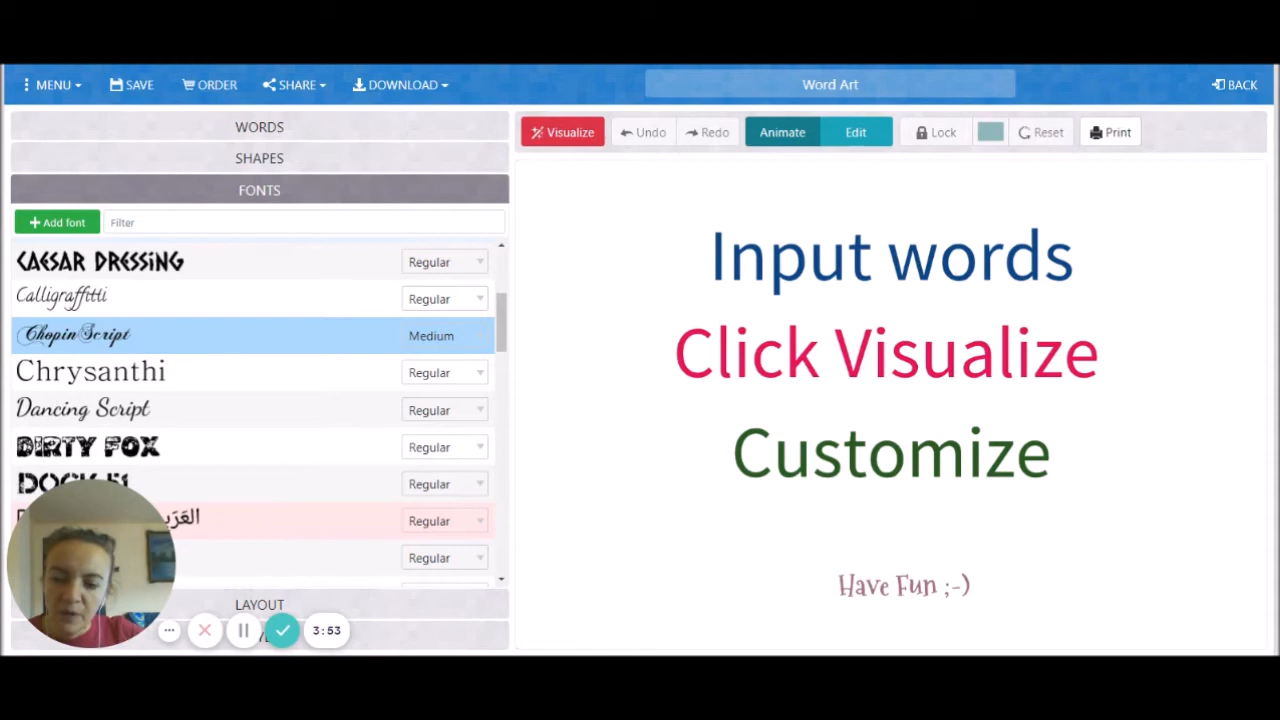 MENU SAVE ORDER SHARE DOWNLOAD Word Art BACK
WORDS
SHAPES
FONTS
Add font Filter
CAESAR DRESSING Regular
Calligraffitti Regular
Chopin Script Medium
Chrysanthi Regular
Dancing Script Regular
DIRTY FOX Regular
DOCK 51 Regular
Regular
Regular
LAYOUT
3:53
Visualize Undo Redo Animate Edit Lock Reset Print
Input words
Click Visualize
Customize
Have Fun ;-)